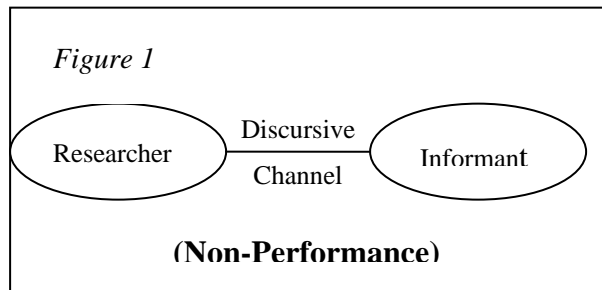 Figure 1
Discursive
Researcher
Informant
Channel
(Non-Performance)